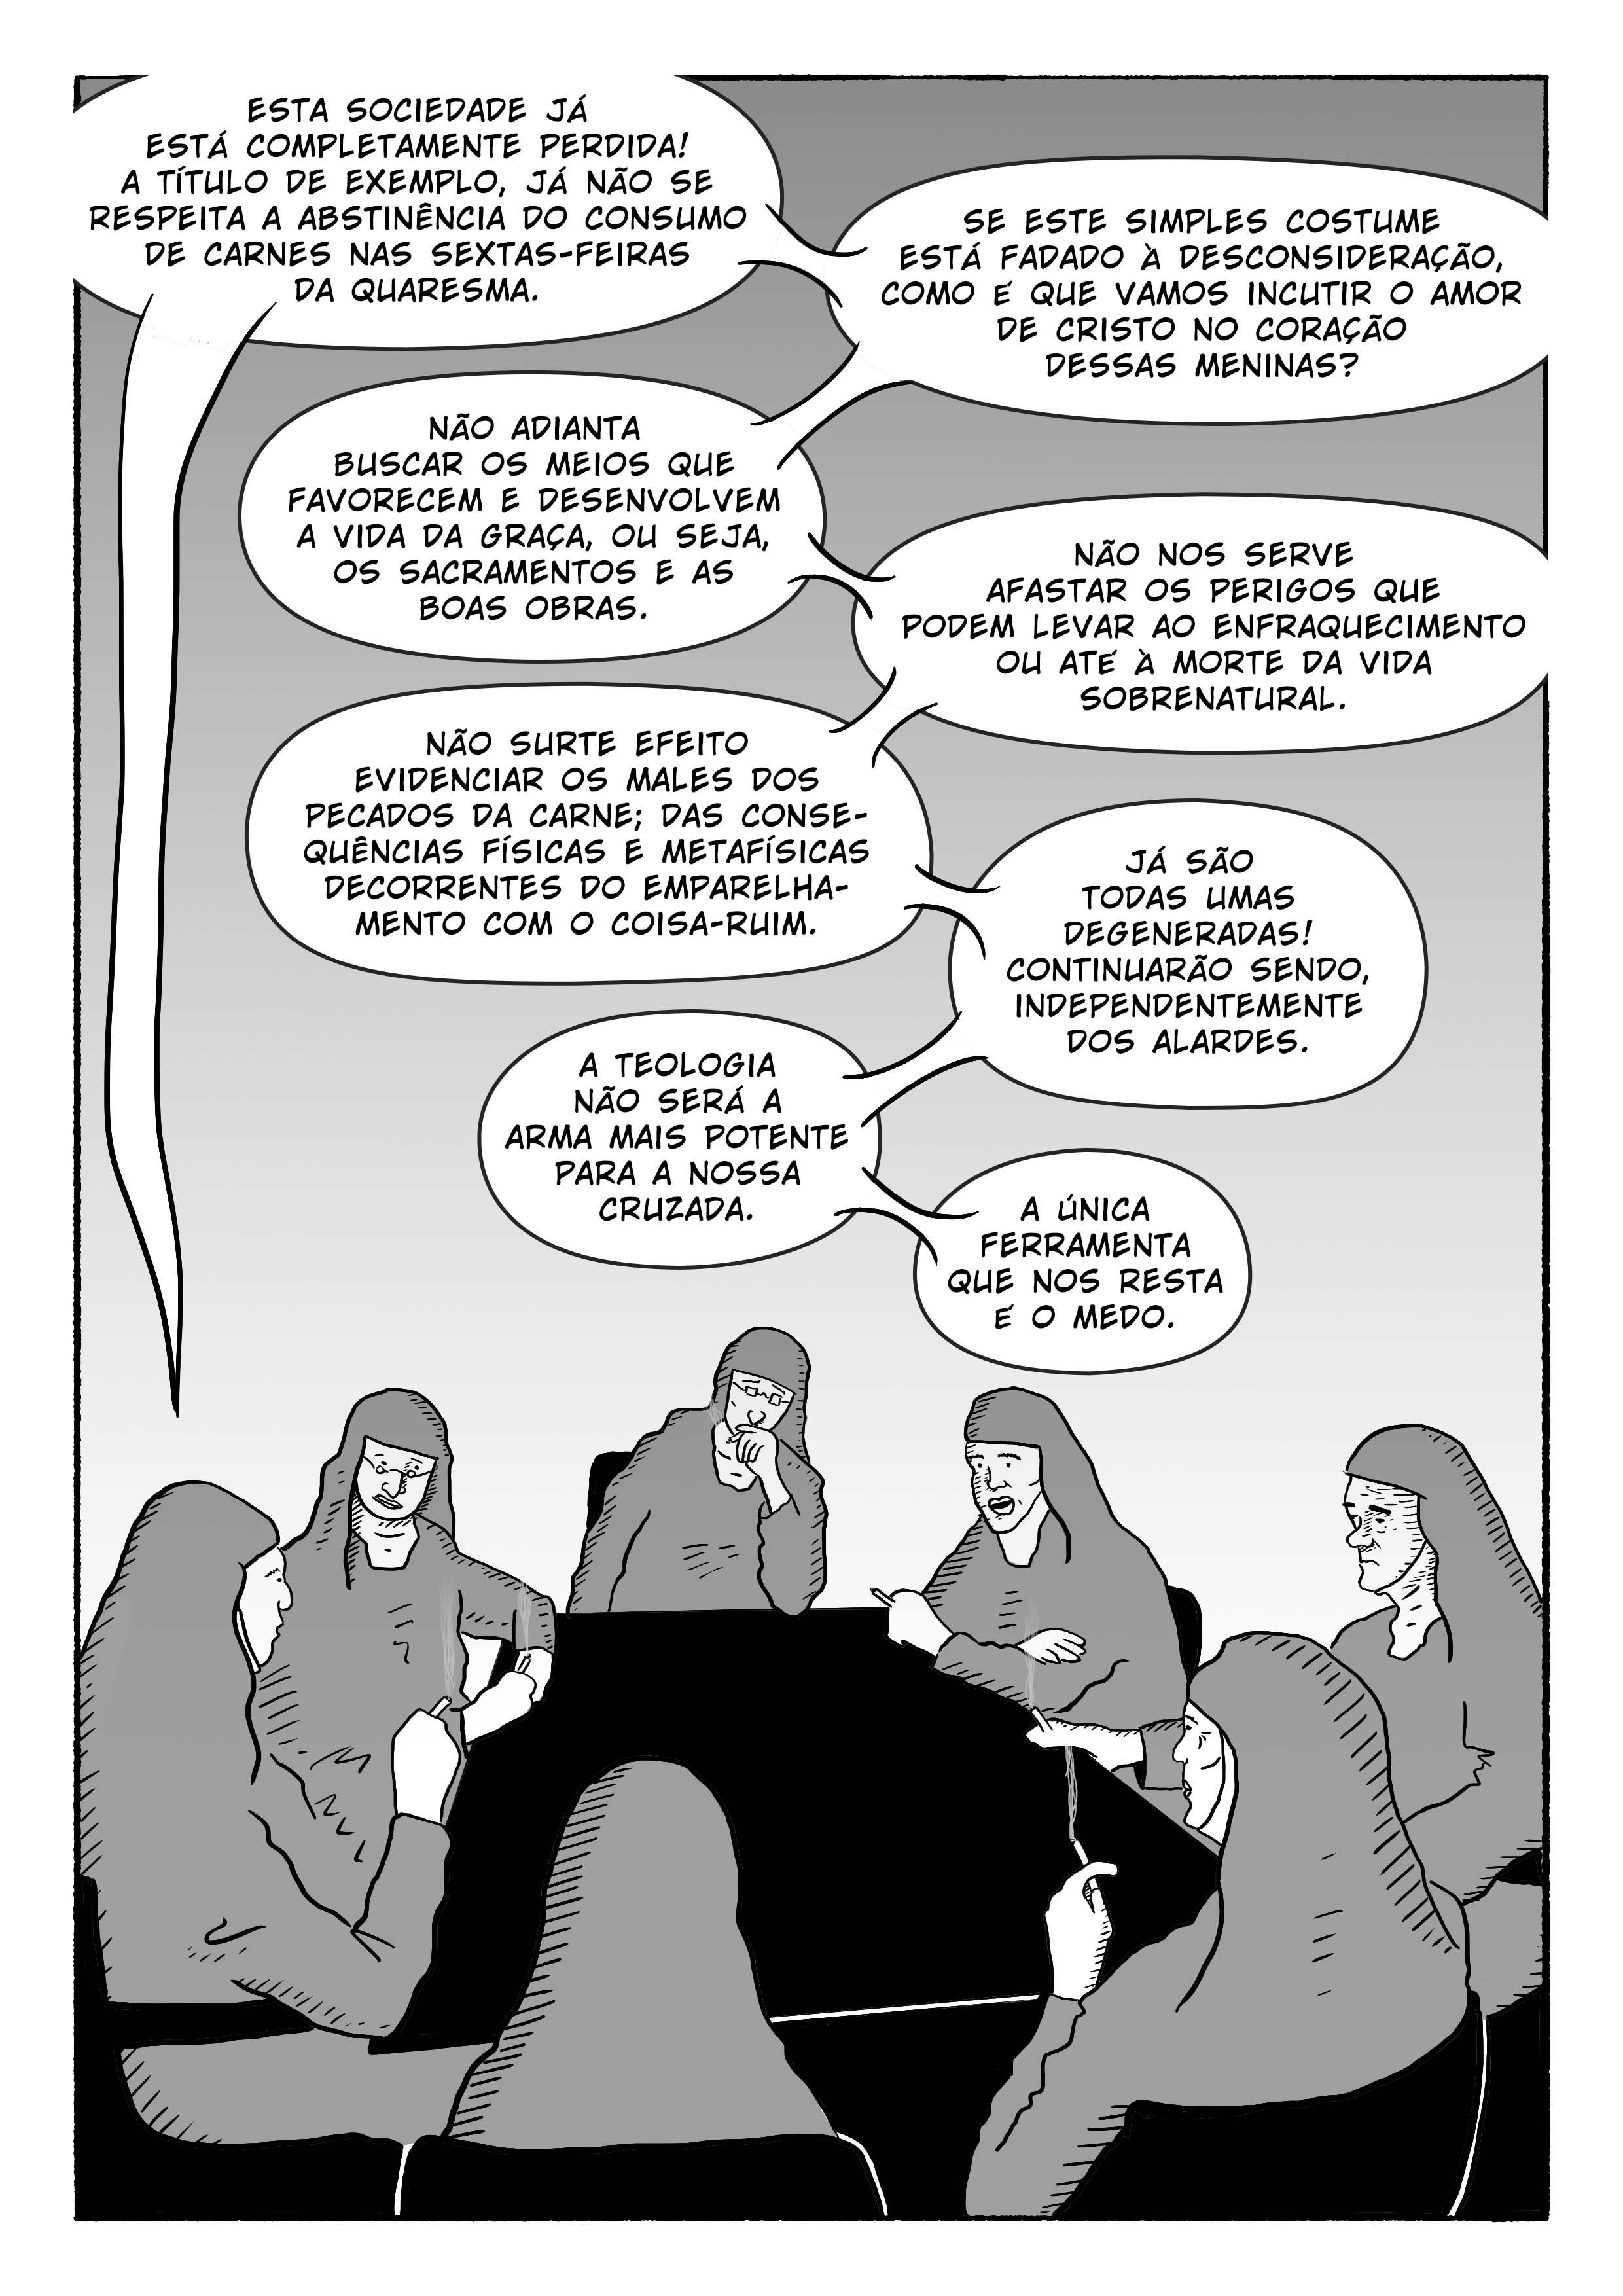 ESTA SOCIEDADE JÁ
ESTÁ COMPLETAMENTE PERDIDA!
A TÍTULO DE EXEMPLO, JÁ NÃO SE
RESPEITA A ABSTINÊNCIA DO CONSUMO
DE CARNES NAS SEXTAS-FEIRAS
DA QUARESMA.
SE ESTE SIMPLES COSTUME
ESTÁ FADADO À DESCONSIDERAÇÃO,
COMO É QUE VAMOS INCUTIR O AMOR
DE CRISTO NO CORAÇÃO
DESSAS MENINAS?
NÃO ADIANTA
BUSCAR OS MEIOS QUE
FAVORECEM E DESENVOLVEM
A VIDA DA GRAÇA, OU SEJA,
OS SACRAMENTOS E AS
BOAS OBRAS.
NÃO NOS SERVE
AFASTAR OS PERIGOS QUE
PODEM LEVAR AO ENFRAQUECIMENTO
OU ATÉ À MORTE DA VIDA
SOBRENATURAL.
NÃO SURTE EFEITO
EVIDENCIAR OS MALES DOS
PECADOS DA CARNE; DAS CONSE-
QUÊNCIAS FÍSICAS E METAFÍSICAS
DECORRENTES DO EMPARELHA-
MENTO COM O COISA-RUIM.
JÁ SÃO
TODAS UMAS
DEGENERADAS!
CONTINUARÃO SENDO,
INDEPENDENTEMENTE
DOS ALARDES.
A TEOLOGIA
NÃO SERÁ A
ARMA MAIS POTENTE
PARA A NOSSA
CRUZADA.
A ÚNICA
FERRAMENTA
QUE NOS RESTA
É O MEDO.